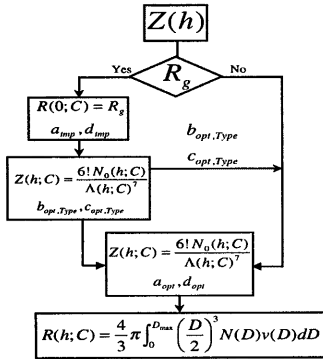 Z(h)
Yes
R_g
No
R(0;C) = R_g
a_imp, d_imp
b_opt,Type
c_opt,Type
Z(h;C) = 6! N_0(h;C) / Λ(h;C)^7
b_opt,Type, c_opt,Type
Z(h;C) = 6! N_0(h;C) / Λ(h;C)^7
a_opt, d_opt
R(h;C) = 4/3 π ∫_0^{D_max} (D/2)^3 N(D)v(D)dD